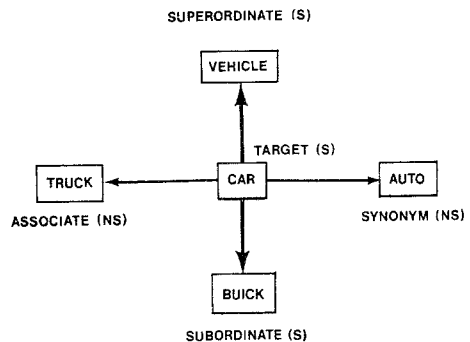 SUPERORDINATE (S)
VEHICLE
TARGET (S)
TRUCK
CAR
AUTO
ASSOCIATE (NS)
SYNONYM (NS)
BUICK
SUBORDINATE (S)